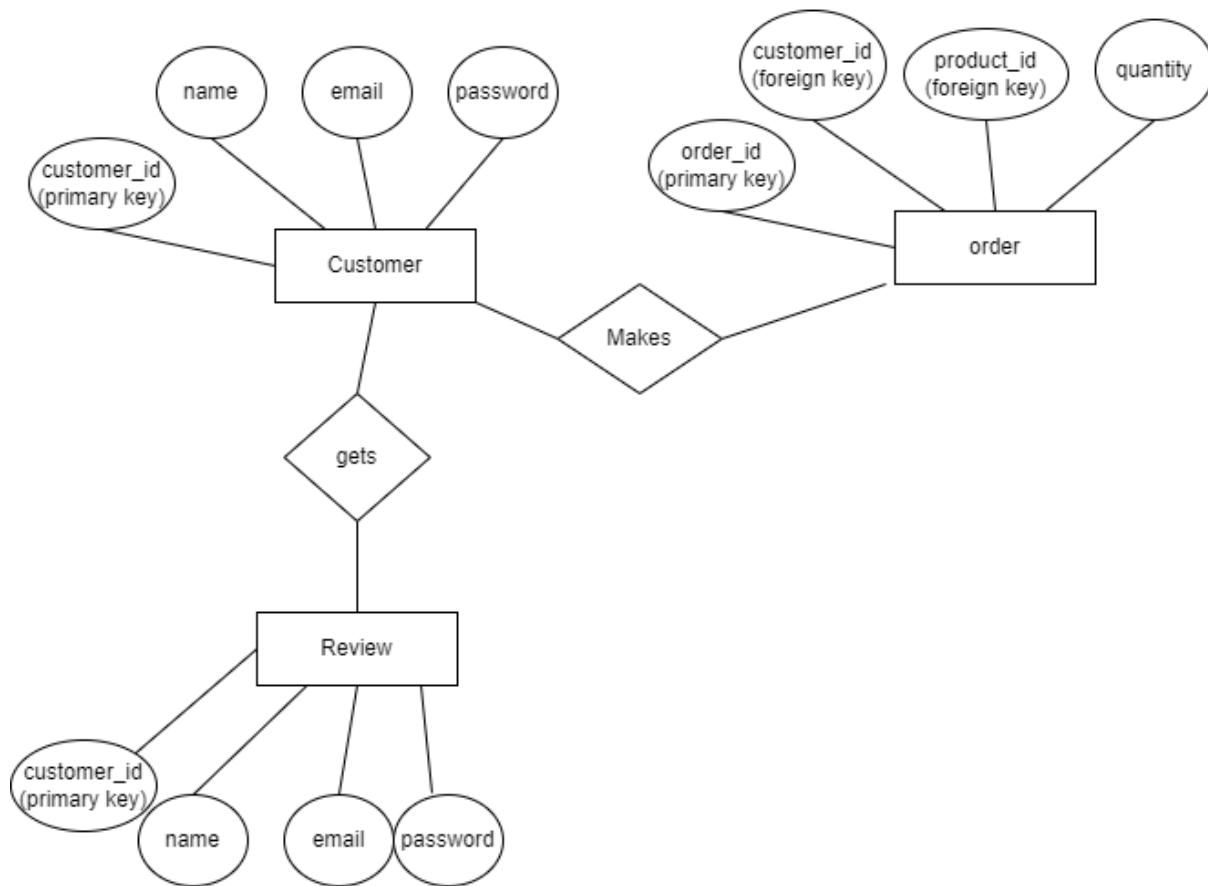 customer_id
(foreign key)
product_id
(foreign key)
quantity
name
email
password
order_id
(primary key)
customer_id
(primary key)
order
Customer
Makes
gets
Review
customer_id
(primary key)
name
email
password